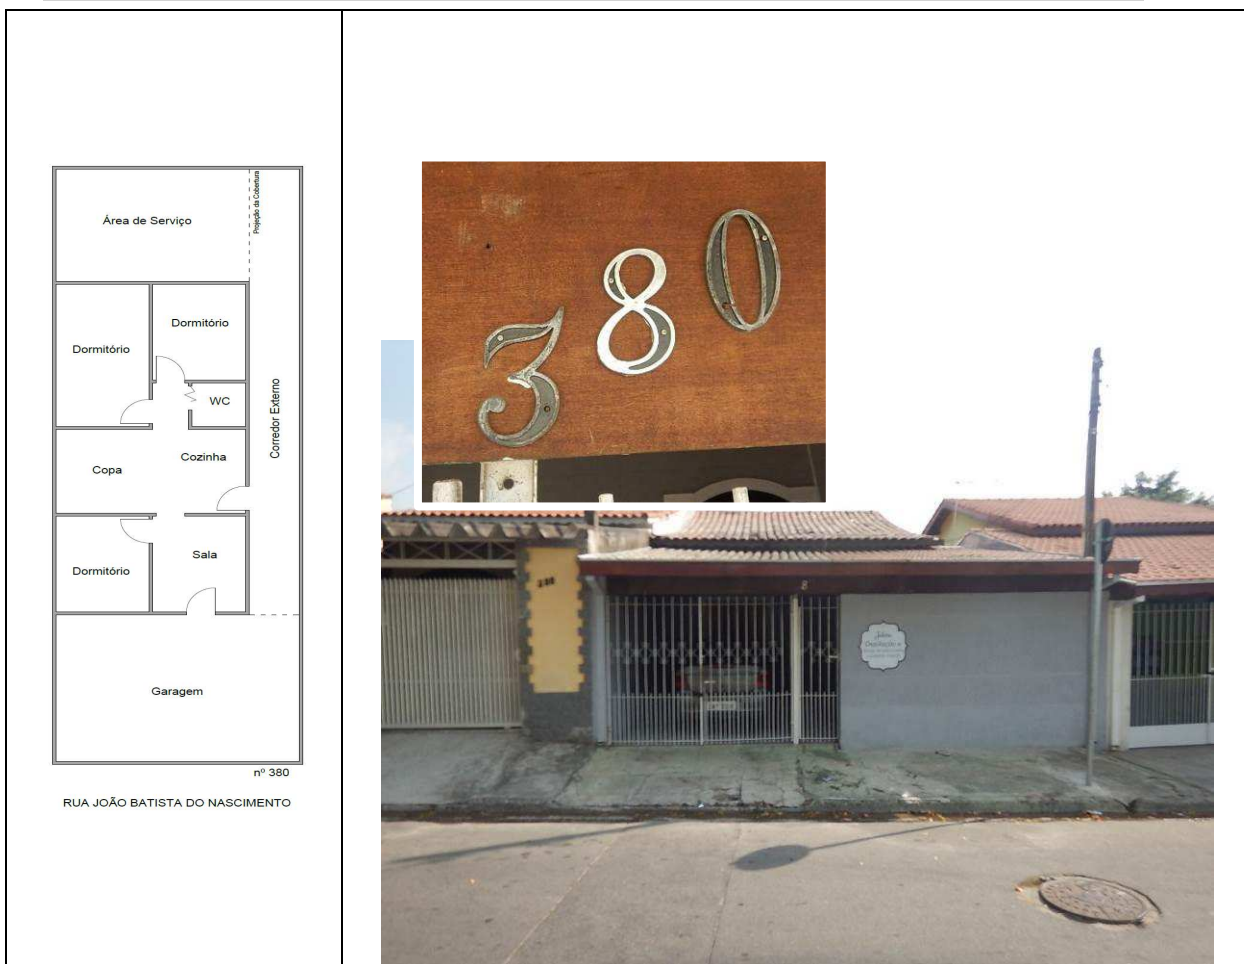 Área de Serviço
Projeção da Cobertura
Dormitório
Dormitório
WC
Corredor Externo
Cozinha
Copa
Sala
Dormitório
Garagem
nº 380
RUA JOÃO BATISTA DO NASCIMENTO
380
8